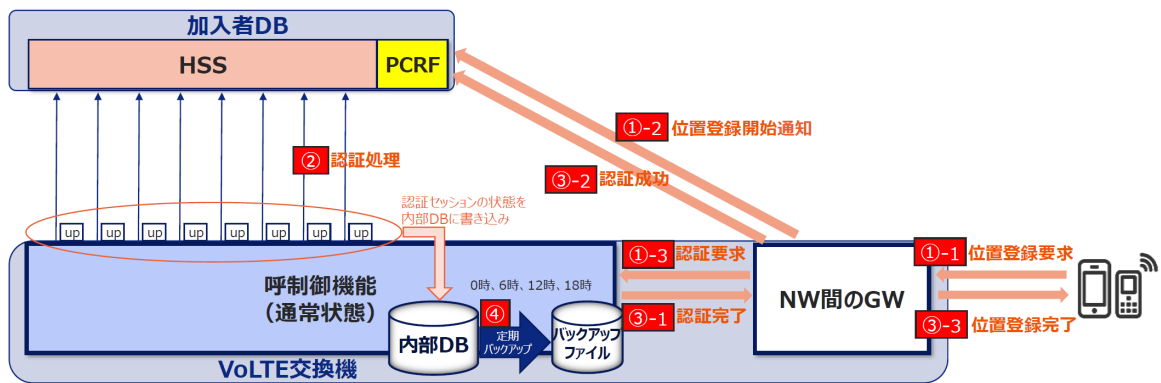 加入者DB
HSS
PCRF
①-2 位置登録開始通知
② 認証処理
③-2 認証成功
認証セッションの状態を
内部DBに書き込み
up up up up up up up up
①-3 認証要求
①-1 位置登録要求
呼制御機能
（通常状態）
0時、6時、12時、18時
NW間のGW
④
③-1 認証完了
③-3 位置登録完了
内部DB
定期
バックアップ
バックアップ
ファイル
VoLTE交換機